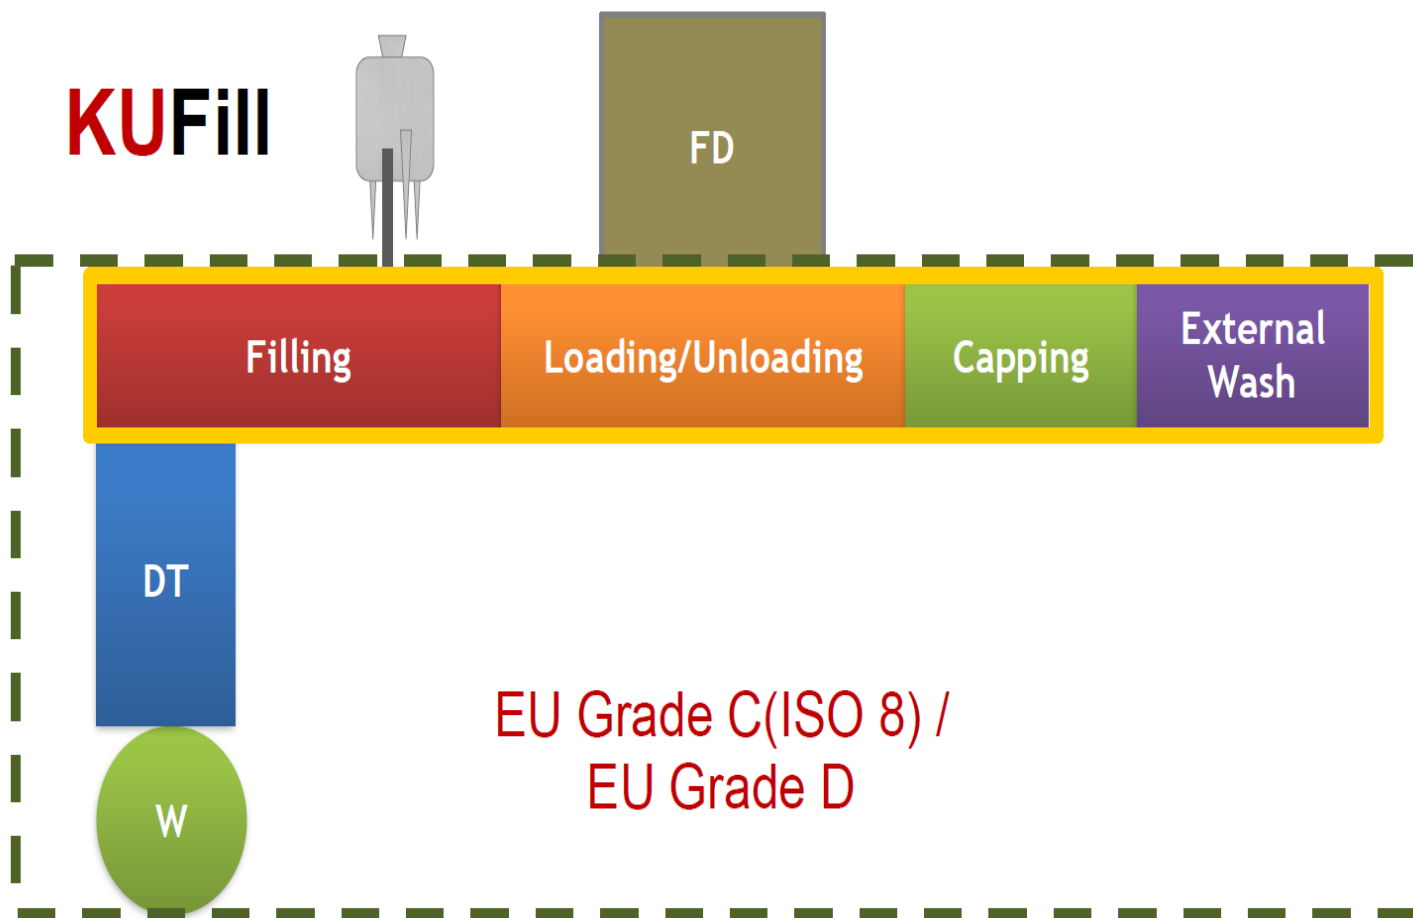 KUFill
FD
Filling
Loading/Unloading
Capping
External
Wash
DT
EU Grade C(ISO 8) /
EU Grade D
W